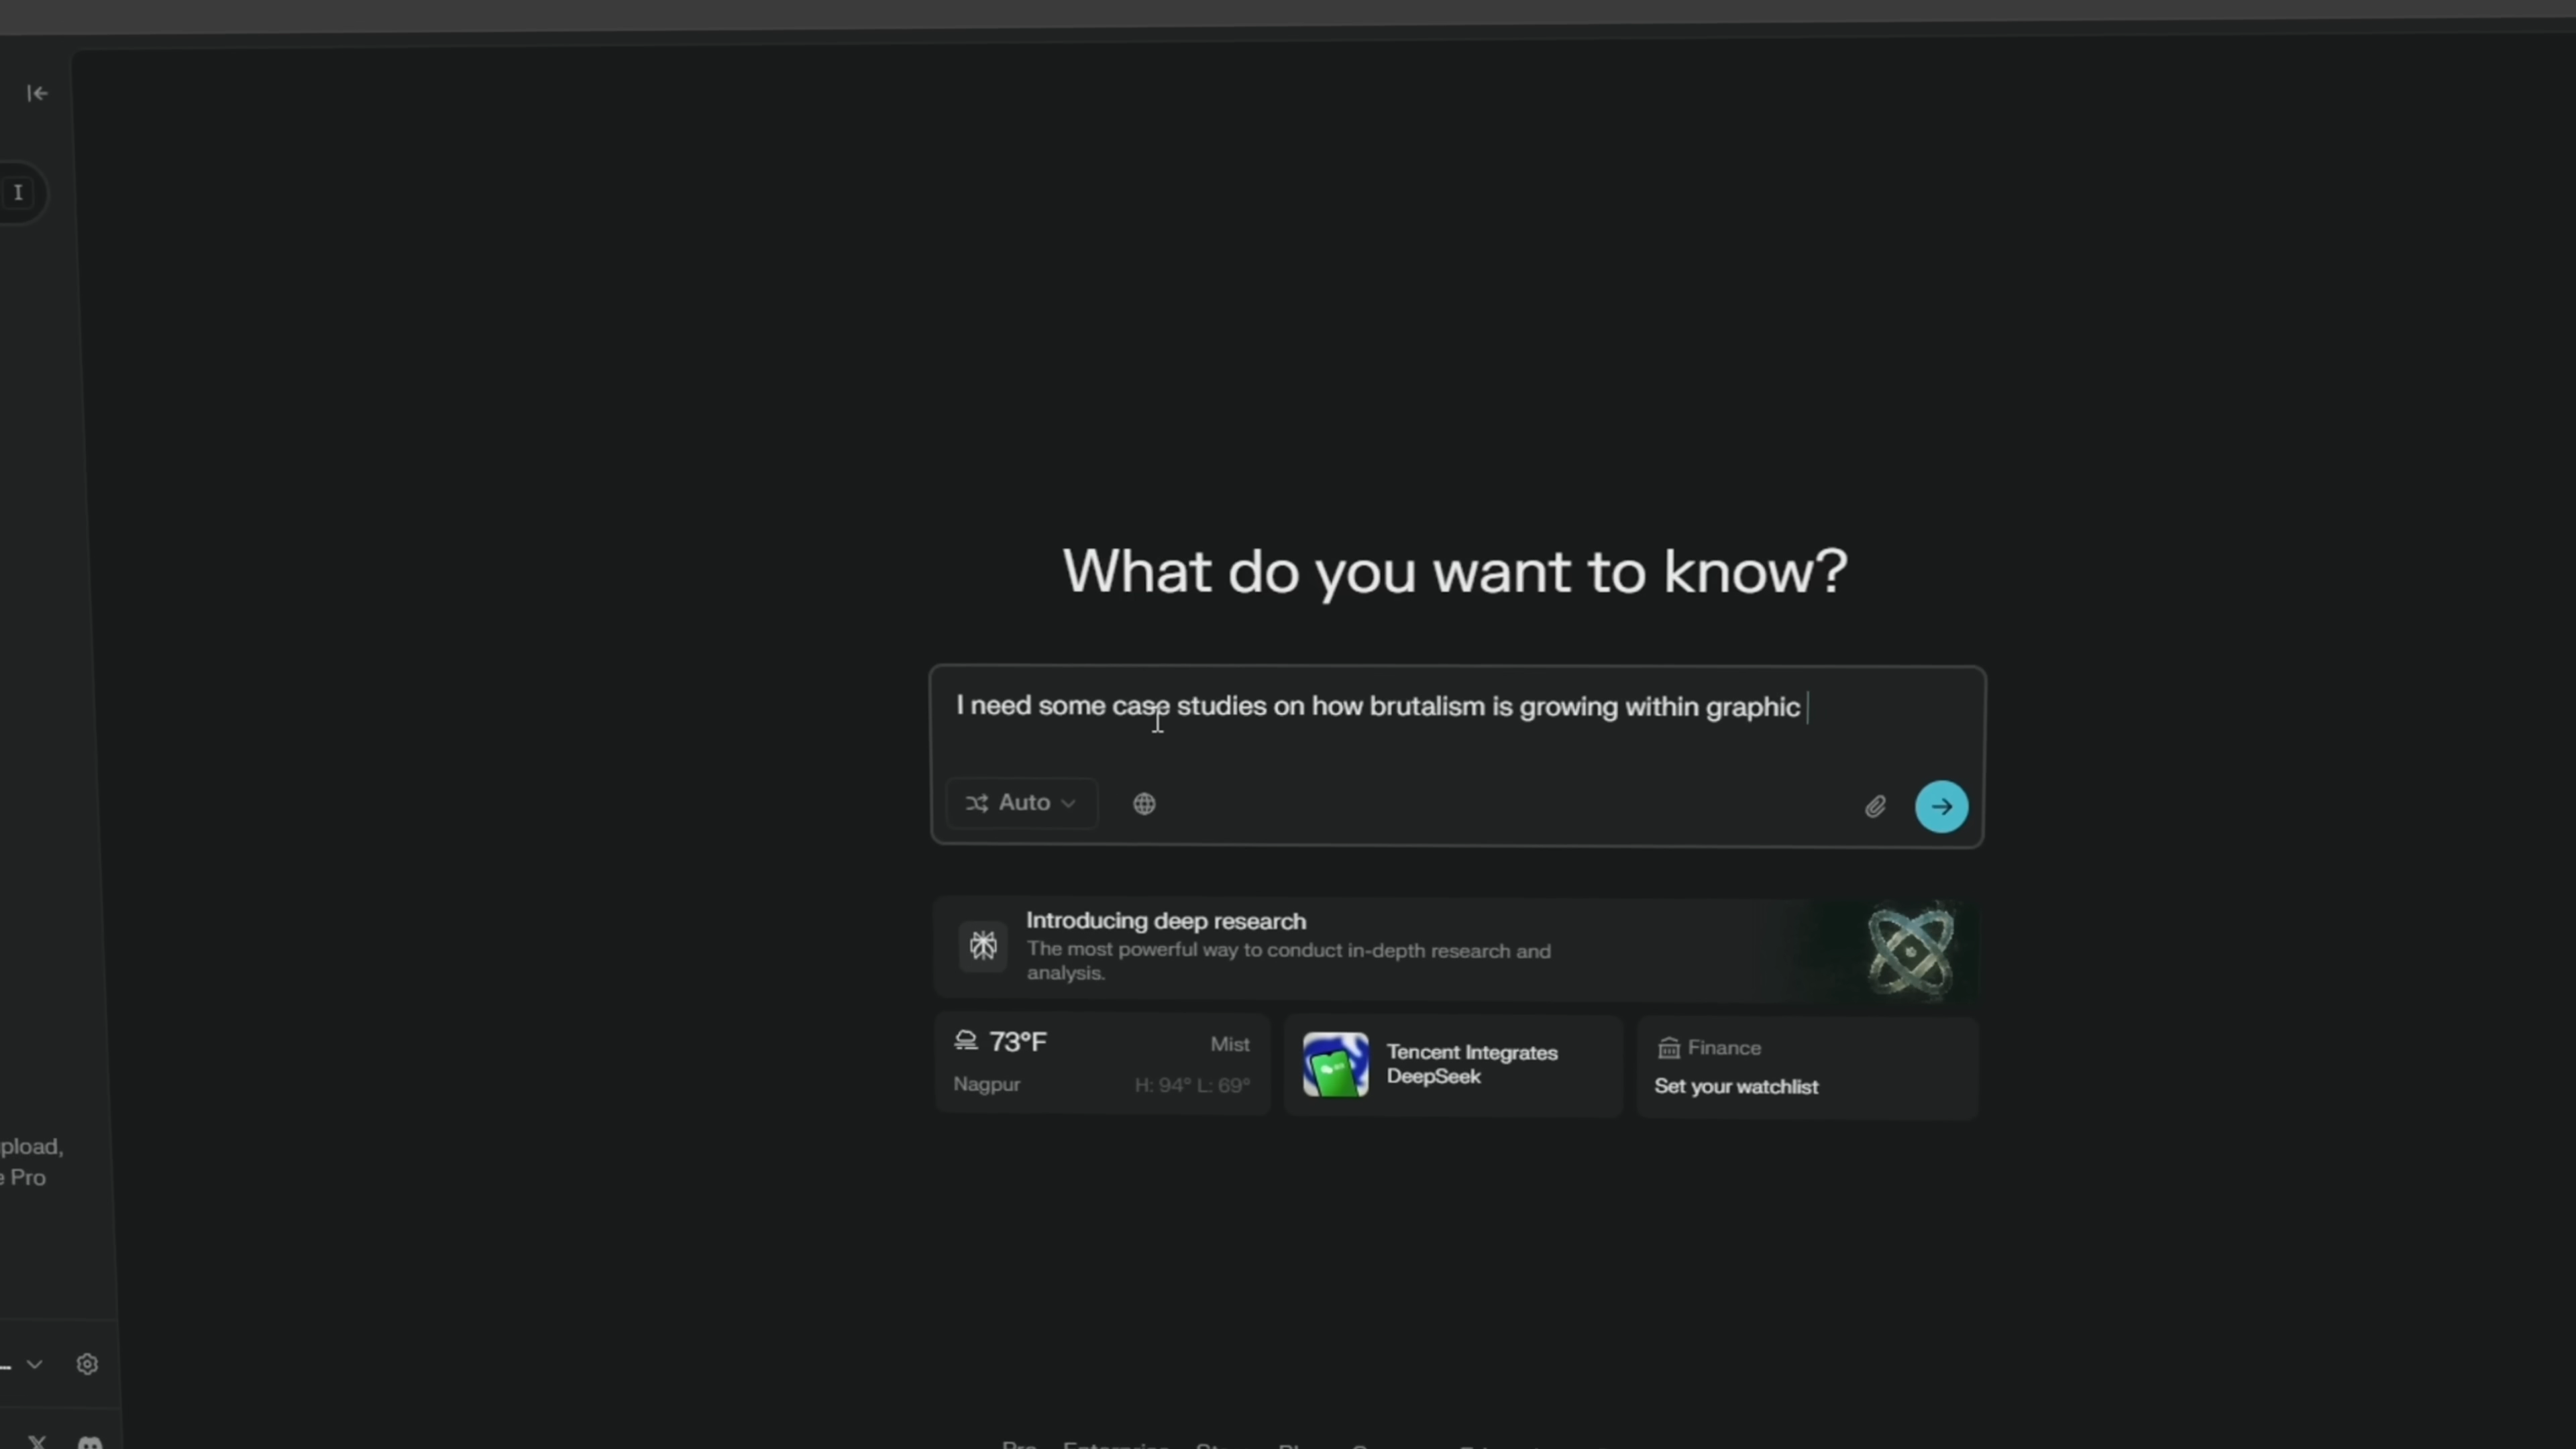 I
What do you want to know?
I need some case studies on how brutalism is growing within graphic
Auto
Introducing deep research
The most powerful way to conduct in-depth research and
analysis.
73°F
Mist
Nagpur
H: 94° L: 69°
Tencent Integrates
DeepSeek
Finance
Set your watchlist
pload,
e Pro